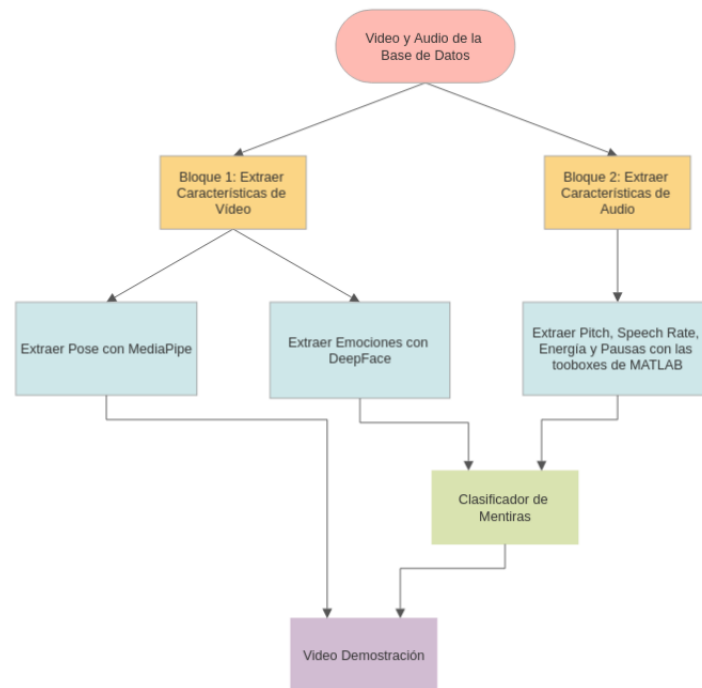 Video y Audio de la
Base de Datos
Bloque 1: Extraer
Características de
Vídeo
Bloque 2: Extraer
Características de
Audio
Extraer Pose con MediaPipe
Extraer Emociones con
DeepFace
Extraer Pitch, Speech Rate,
Energía y Pausas con las
tooboxes de MATLAB
Clasificador de
Mentiras
Video Demostración